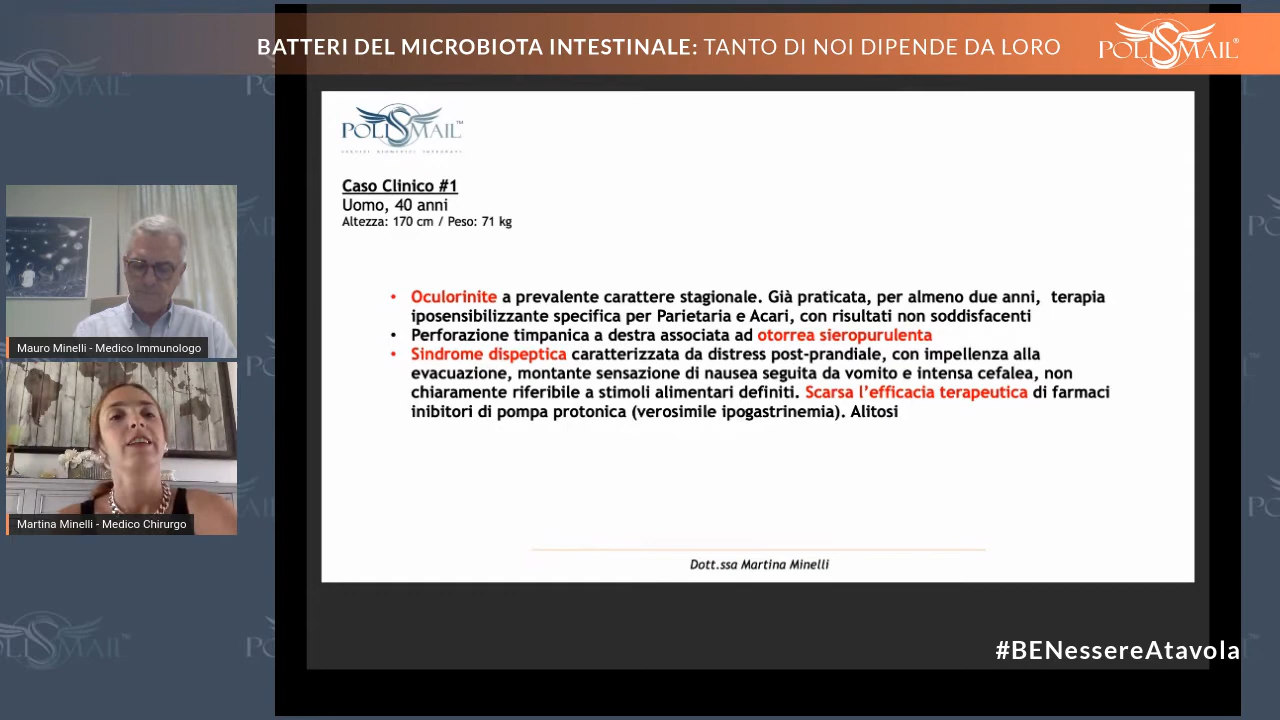 BATTERI DEL MICROBIOTA INTESTINALE: TANTO DI NOI DIPENDE DA LORO
POLISMAIL®
POLISMAIL™
Caso Clinico #1
Uomo, 40 anni
Altezza: 170 cm / Peso: 71 kg
• Oculorinite a prevalente carattere stagionale. Già praticata, per almeno due anni, terapia
iposensibilizzante specifica per Parietaria e Acari, con risultati non soddisfacenti
• Perforazione timpanica a destra associata ad otorrea sieropurulenta
• Sindrome dispeptica caratterizzata da distress post-prandiale, con impellenza alla
evacuazione, montante sensazione di nausea seguita da vomito e intensa cefalea, non
chiaramente riferibile a stimoli alimentari definiti. Scarsa l'efficacia terapeutica di farmaci
inibitori di pompa protonica (verosimile ipogastrinemia). Alitosi
Dott.ssa Martina Minelli
Mauro Minelli - Medico Immunologo
Martina Minelli - Medico Chirurgo
#BENessereAtavola